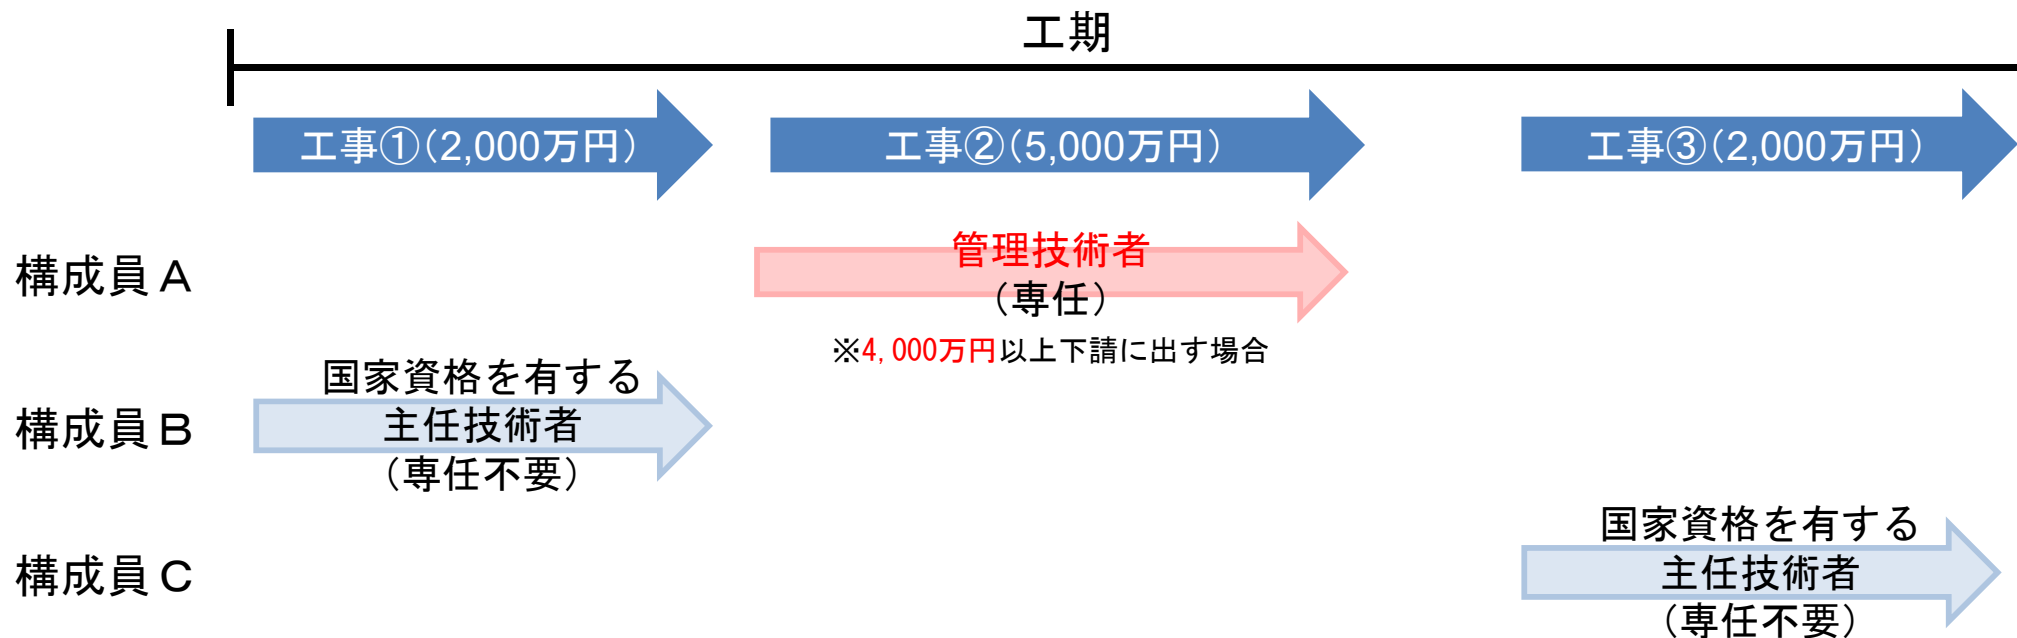 工期
工事①(2,000万円)
工事②(5,000万円)
工事③(2,000万円)
構成員A
管理技術者
(専任)
※4,000万円以上下請に出す場合
構成員B
国家資格を有する
主任技術者
(専任不要)
構成員C
国家資格を有する
主任技術者
(専任不要)